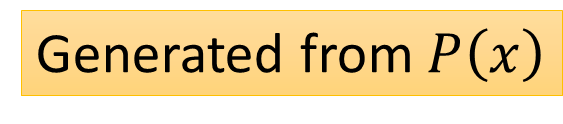 Generated from P(x)